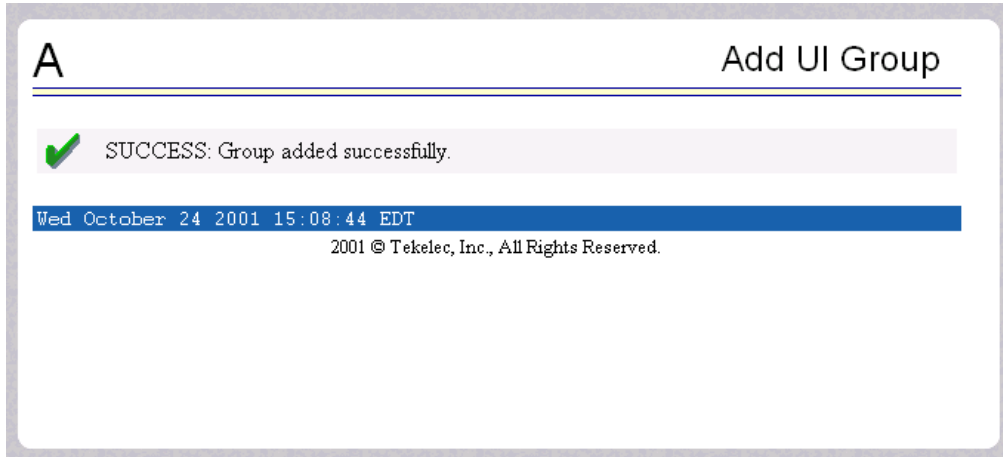 A
Add UI Group
SUCCESS: Group added successfully.
Wed October 24 2001 15:08:44 EDT
2001 © Tekelec, Inc., All Rights Reserved.